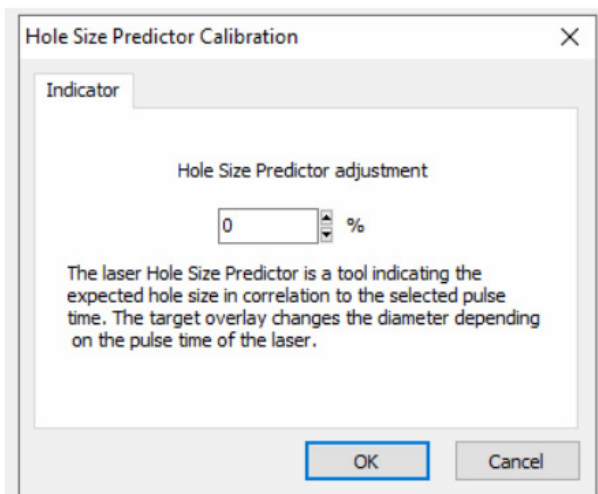 Hole Size Predictor Calibration
Indicator
Hole Size Predictor adjustment
0 %
The laser Hole Size Predictor is a tool indicating the
expected hole size in correlation to the selected pulse
time. The target overlay changes the diameter depending
on the pulse time of the laser.
OK Cancel